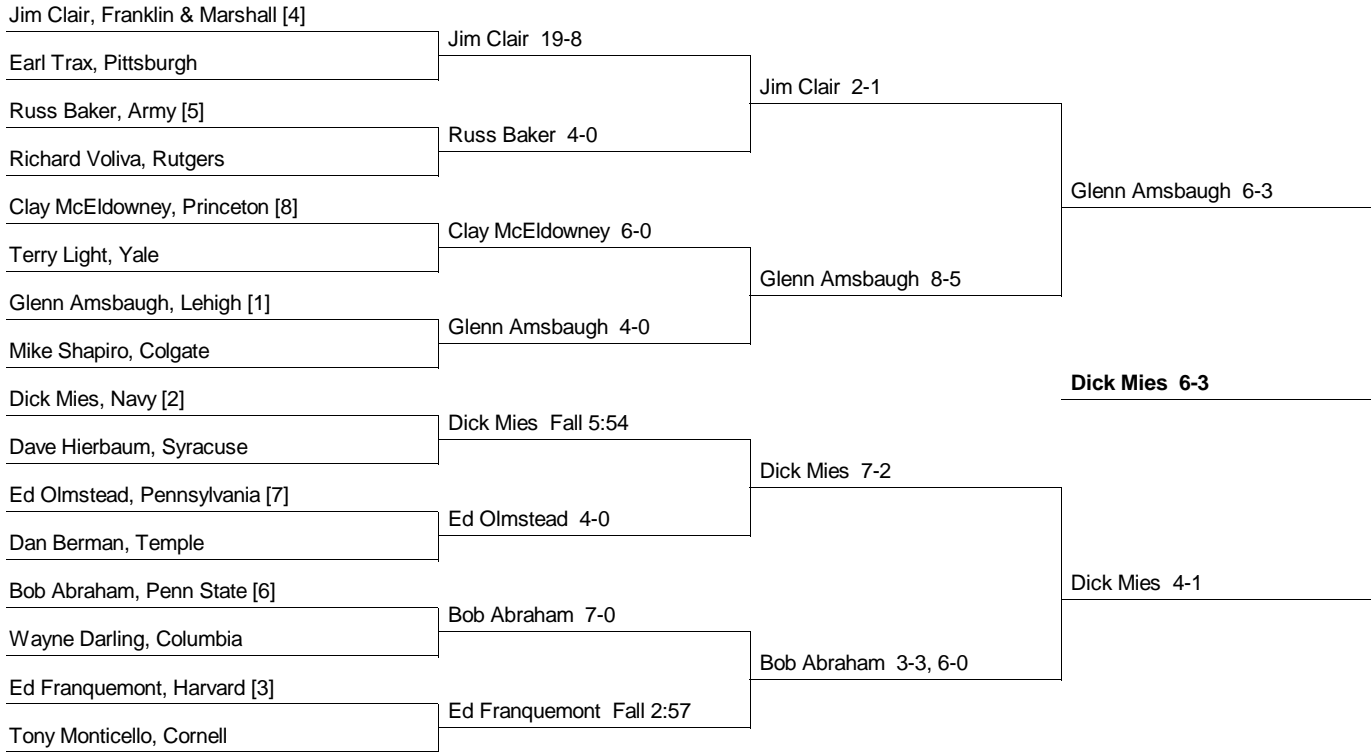 Jim Clair, Franklin & Marshall [4]
Earl Trax, Pittsburgh
Russ Baker, Army [5]
Richard Voliva, Rutgers
Clay McEldowney, Princeton [8]
Terry Light, Yale
Glenn Amsbaugh, Lehigh [1]
Mike Shapiro, Colgate
Dick Mies, Navy [2]
Dave Hierbaum, Syracuse
Ed Olmstead, Pennsylvania [7]
Dan Berman, Temple
Bob Abraham, Penn State [6]
Wayne Darling, Columbia
Ed Franquemont, Harvard [3]
Tony Monticello, Cornell
Jim Clair 19-8
Russ Baker 4-0
Clay McEldowney 6-0
Glenn Amsbaugh 4-0
Dick Mies Fall 5:54
Ed Olmstead 4-0
Bob Abraham 7-0
Ed Franquemont Fall 2:57
Jim Clair 2-1
Glenn Amsbaugh 8-5
Dick Mies 7-2
Bob Abraham 3-3, 6-0
Glenn Amsbaugh 6-3
Dick Mies 6-3
Dick Mies 4-1